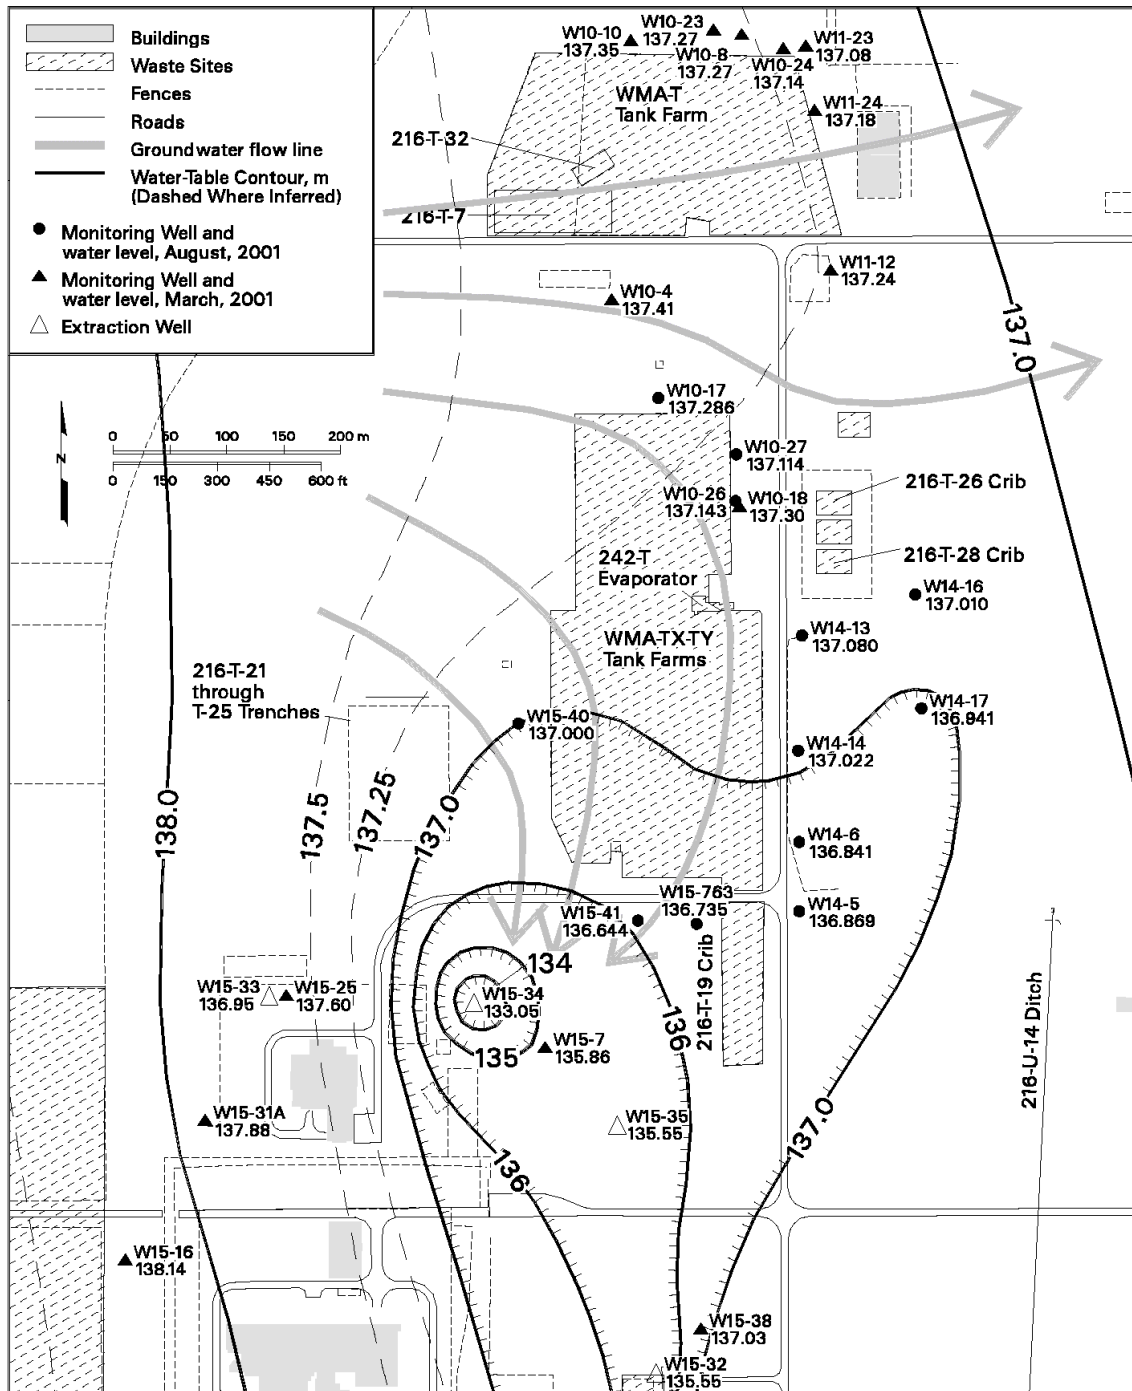 Buildings
Waste Sites
Fences
Roads
Groundwater flow line
Water-Table Contour, m
(Dashed Where Inferred)
Monitoring Well and
water level, August, 2001
Monitoring Well and
water level, March, 2001
Extraction Well
W10-10
137.35
W10-23
137.27
W10-8
137.27
W10-24
137.14
W11-23
137.08
WMA-T
Tank Farm
W11-24
137.18
216-T-32
216-T-7
W11-12
137.24
W10-4
137.41
137.0
W10-17
137.286
N
0 50 100 150 200 m
0 150 300 450 600 ft
W10-27
137.114
W10-26
137.143
W10-18
137.30
216-T-26 Crib
216-T-28 Crib
242-T
Evaporator
W14-16
137.010
W14-13
137.080
WMA-TX-TY
Tank Farms
216-T-21
through
T-25 Trenches
W15-40
137.000
W14-17
136.941
W14-14
137.022
138.0
137.5
137.25
137.0
W14-6
136.841
W15-763
136.735
W15-41
136.644
W14-5
136.869
216-T-19 Crib
134
W15-33
136.95
W15-25
137.60
W15-34
133.05
136
135
W15-7
135.86
216-U-14 Ditch
W15-31A
137.88
W15-35
135.55
137.0
136
W15-16
138.14
W15-38
137.03
W15-32
135.55